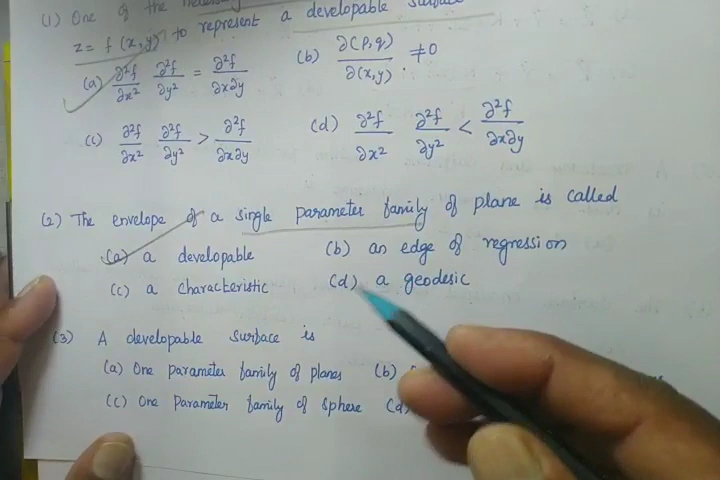 (1) One of the
z = f(x,y) to represent a developable surface
(a) ∂²f/∂x² ∂²f/∂y² = ∂²f/∂x∂y (b) ∂(p,q)/∂(x,y) ≠ 0
(c) ∂²f/∂x² ∂²f/∂y² > ∂²f/∂x∂y (d) ∂²f/∂x² ∂²f/∂y² < ∂²f/∂x∂y
(2) The envelope of a single parameter family of plane is called
(a) a developable (b) an edge of regression
(c) a characteristic (d) a geodesic
(3) A developable surface is
(a) One parameter family of planes (b)
(c) One parameter family of sphere (d)